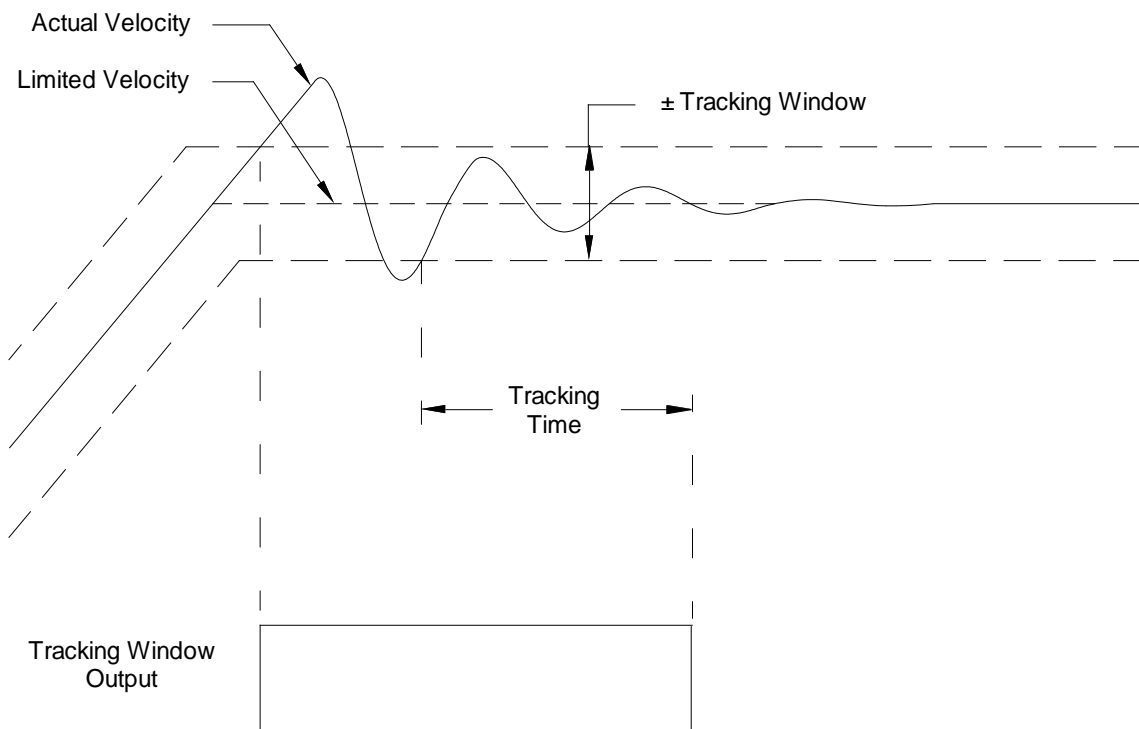 Actual Velocity
Limited Velocity
± Tracking Window
Tracking
Time
Tracking Window
Output